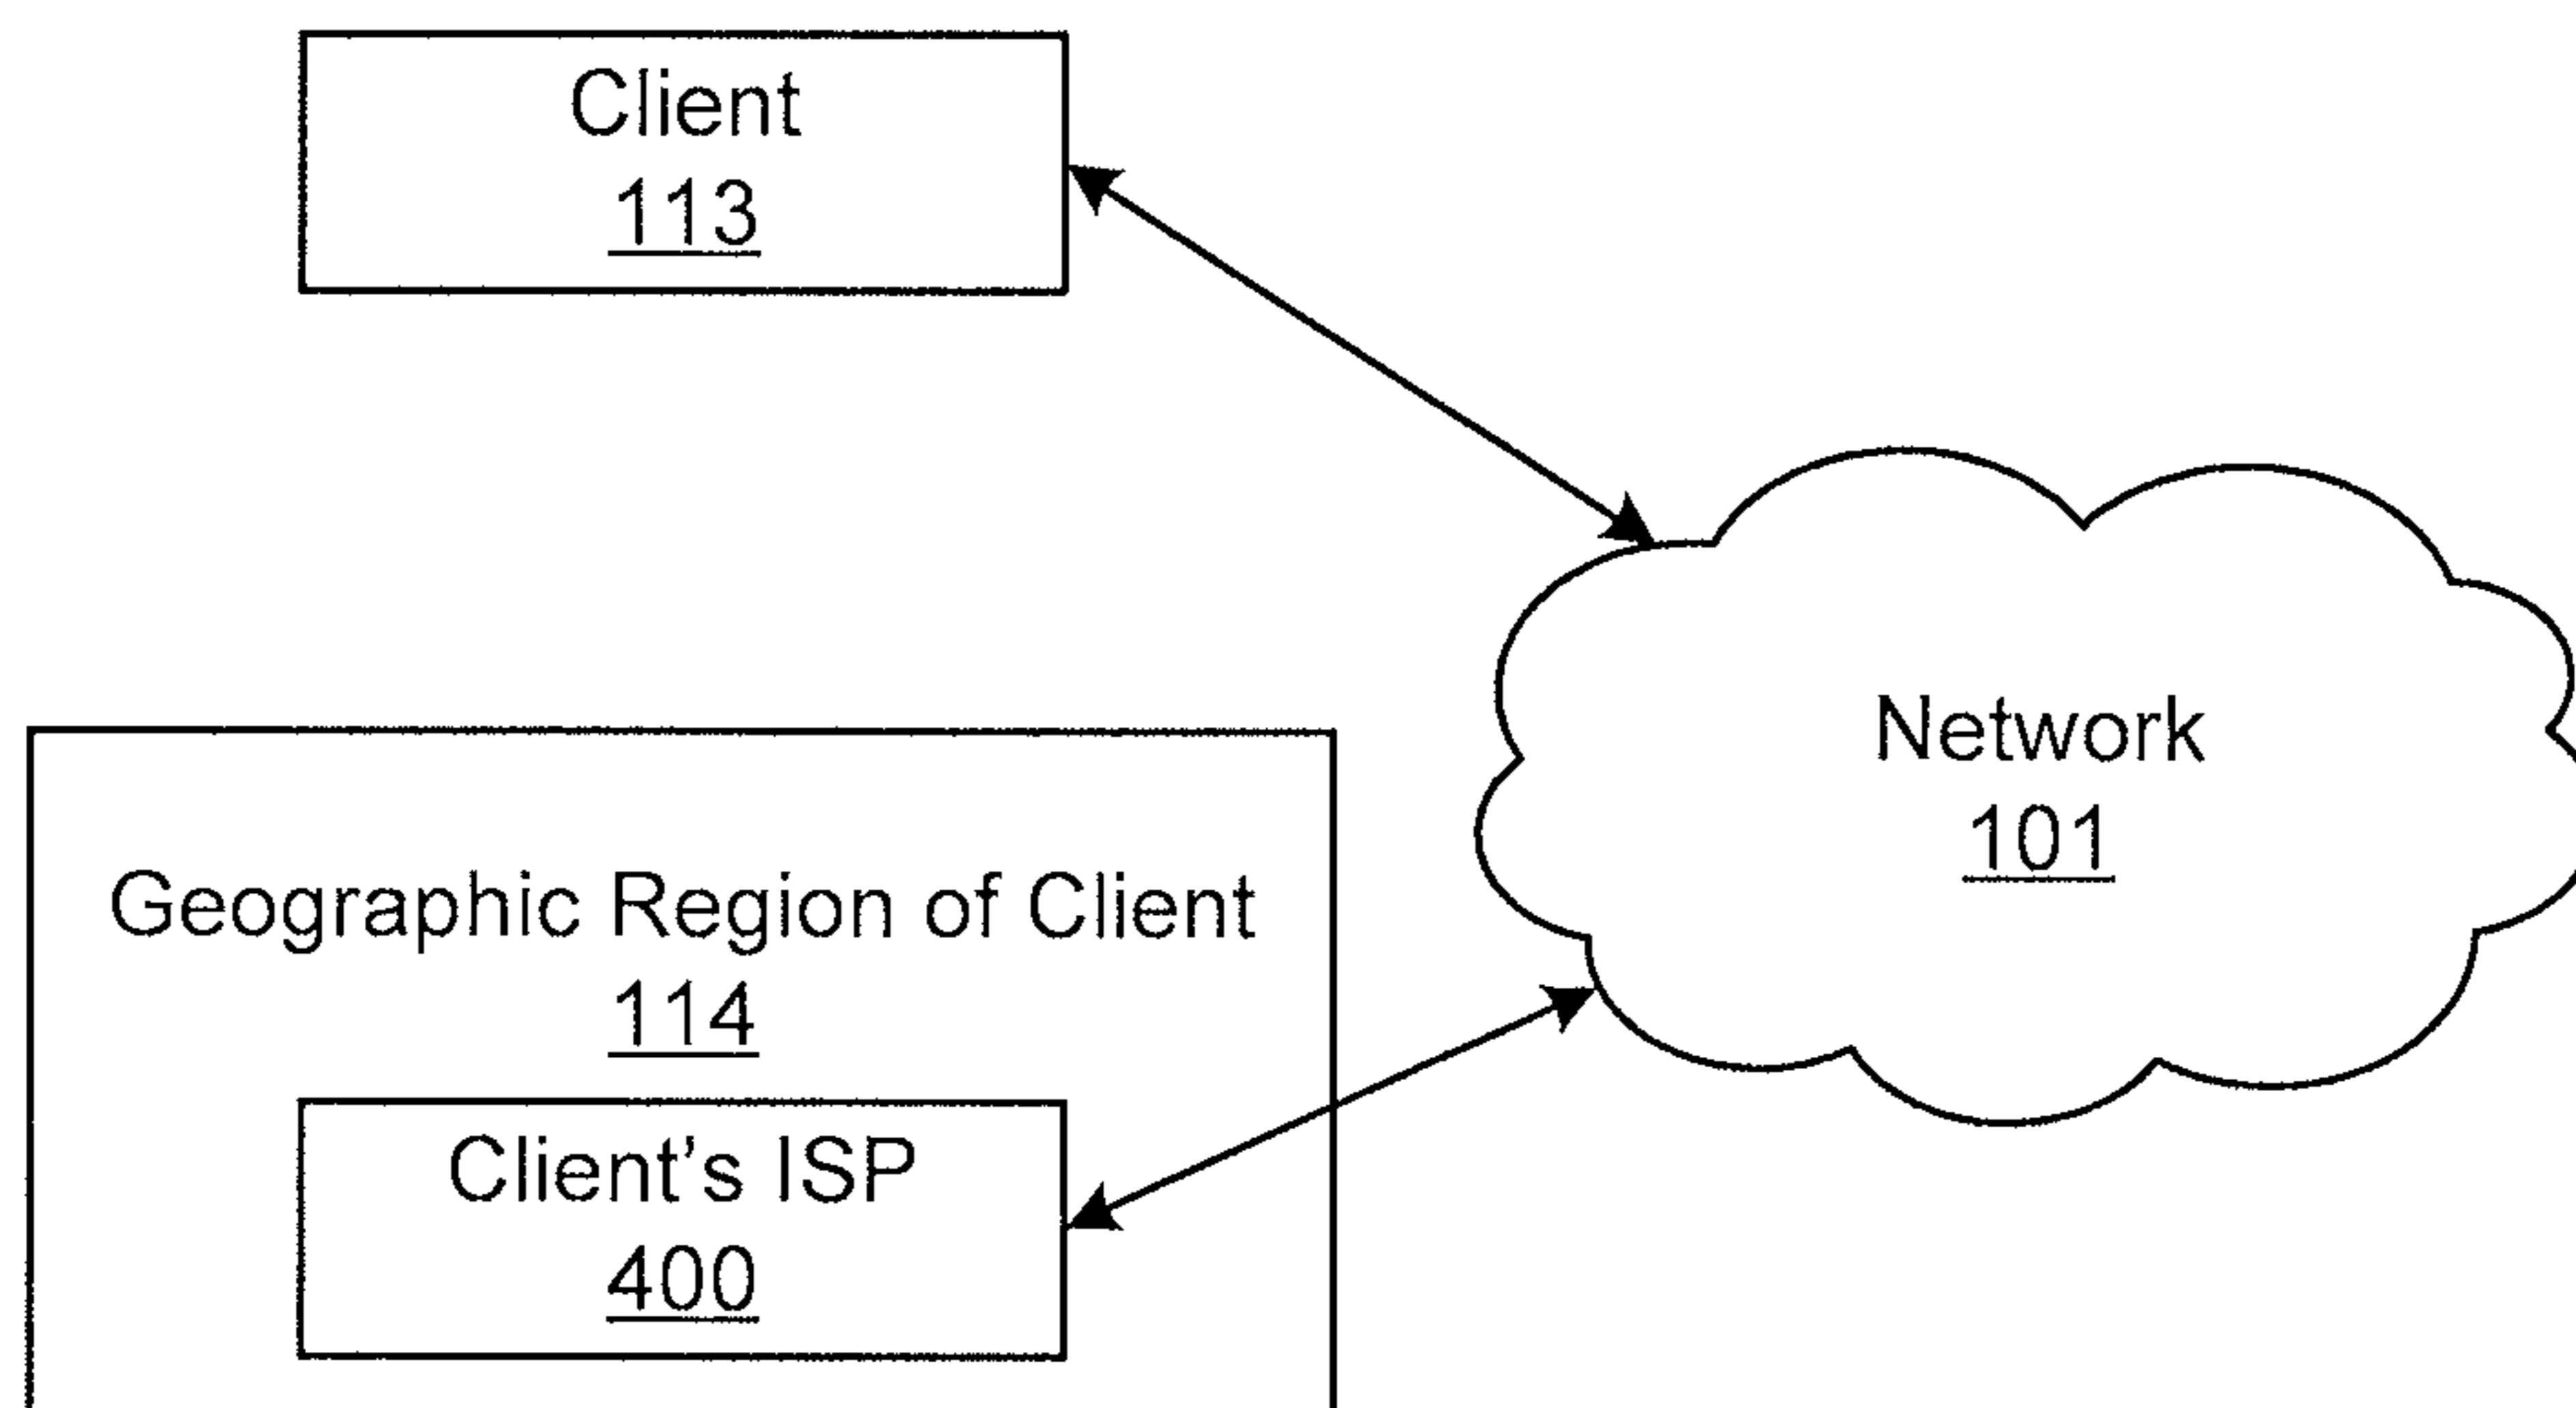 Client
113
Network
101
Geographic Region of Client
114
Client's ISP
400